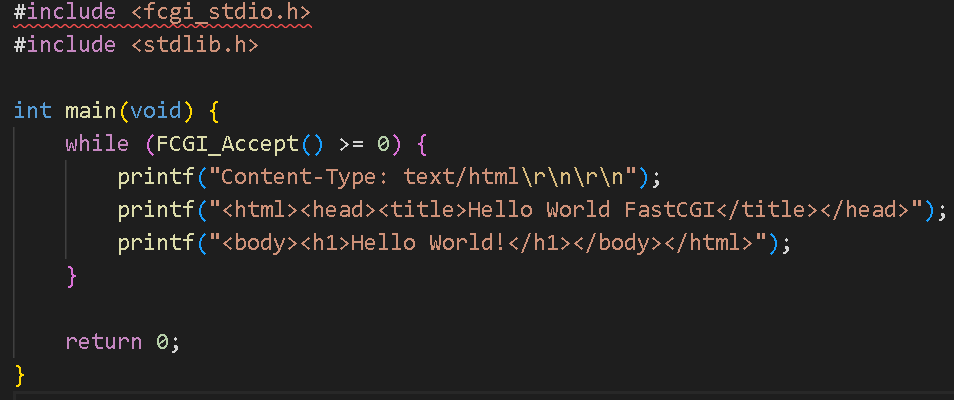 #include <fcgi_stdio.h>
#include <stdlib.h>

int main(void) {
    while (FCGI_Accept() >= 0) {
        printf("Content-Type: text/html\r\n\r\n");
        printf("<html><head><title>Hello World FastCGI</title></head>");
        printf("<body><h1>Hello World!</h1></body></html>");
    }

    return 0;
}